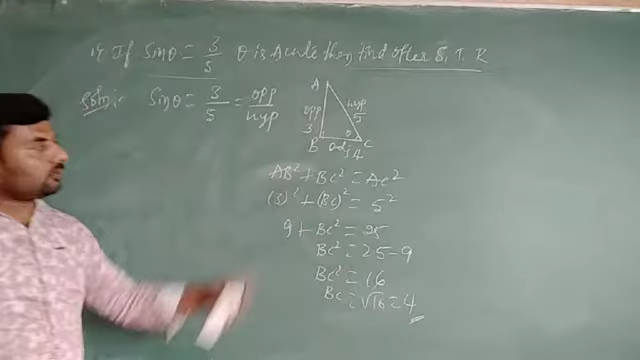 1. If Sinθ = 3/5 θ is Acute then find other S. T. R
Soln: Sinθ = 3/5 = opp/hyp
A
opp 3
hyp 5
θ
B adj 4 C
AB² + BC² = AC²
(3)² + (BC)² = 5²
9 + BC² = 25
BC² = 25-9
BC² = 16
BC = √16 = 4